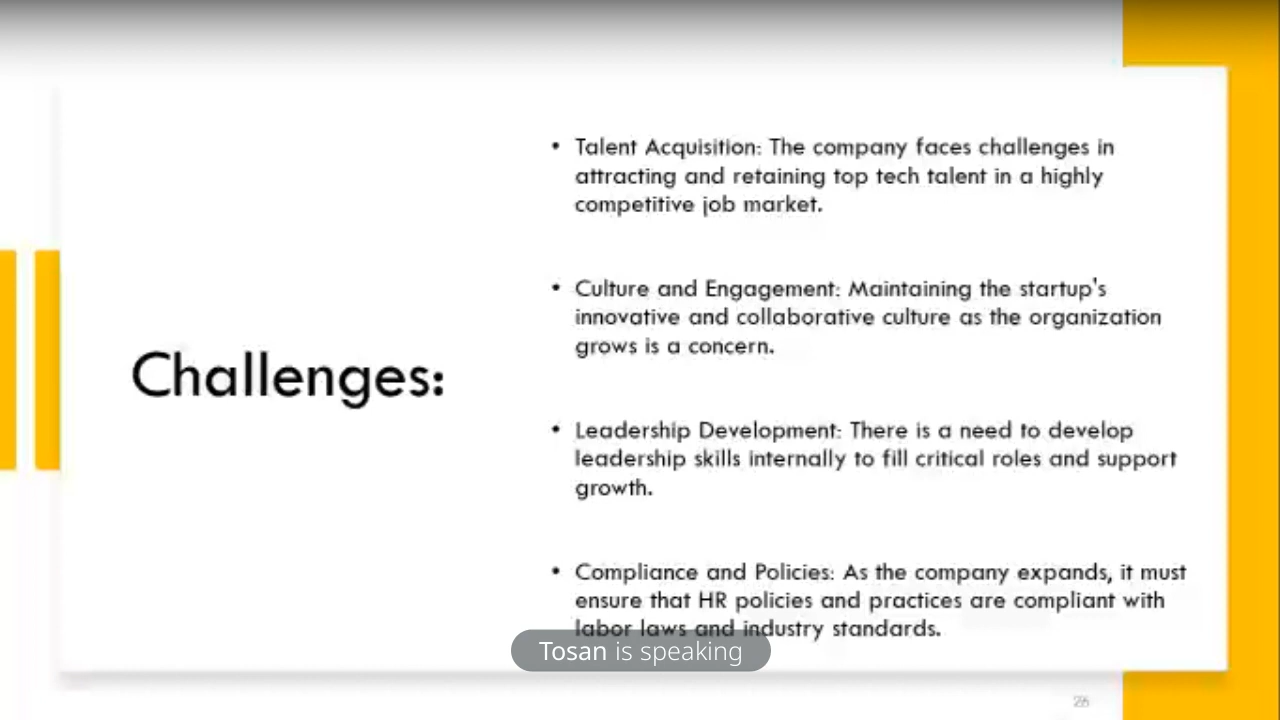 Challenges:
• Talent Acquisition: The company faces challenges in
attracting and retaining top tech talent in a highly
competitive job market.
• Culture and Engagement: Maintaining the startup's
innovative and collaborative culture as the organization
grows is a concern.
• Leadership Development: There is a need to develop
leadership skills internally to fill critical roles and support
growth.
• Compliance and Policies: As the company expands, it must
ensure that HR policies and practices are compliant with
labor laws and industry standards.
Tosan is speaking